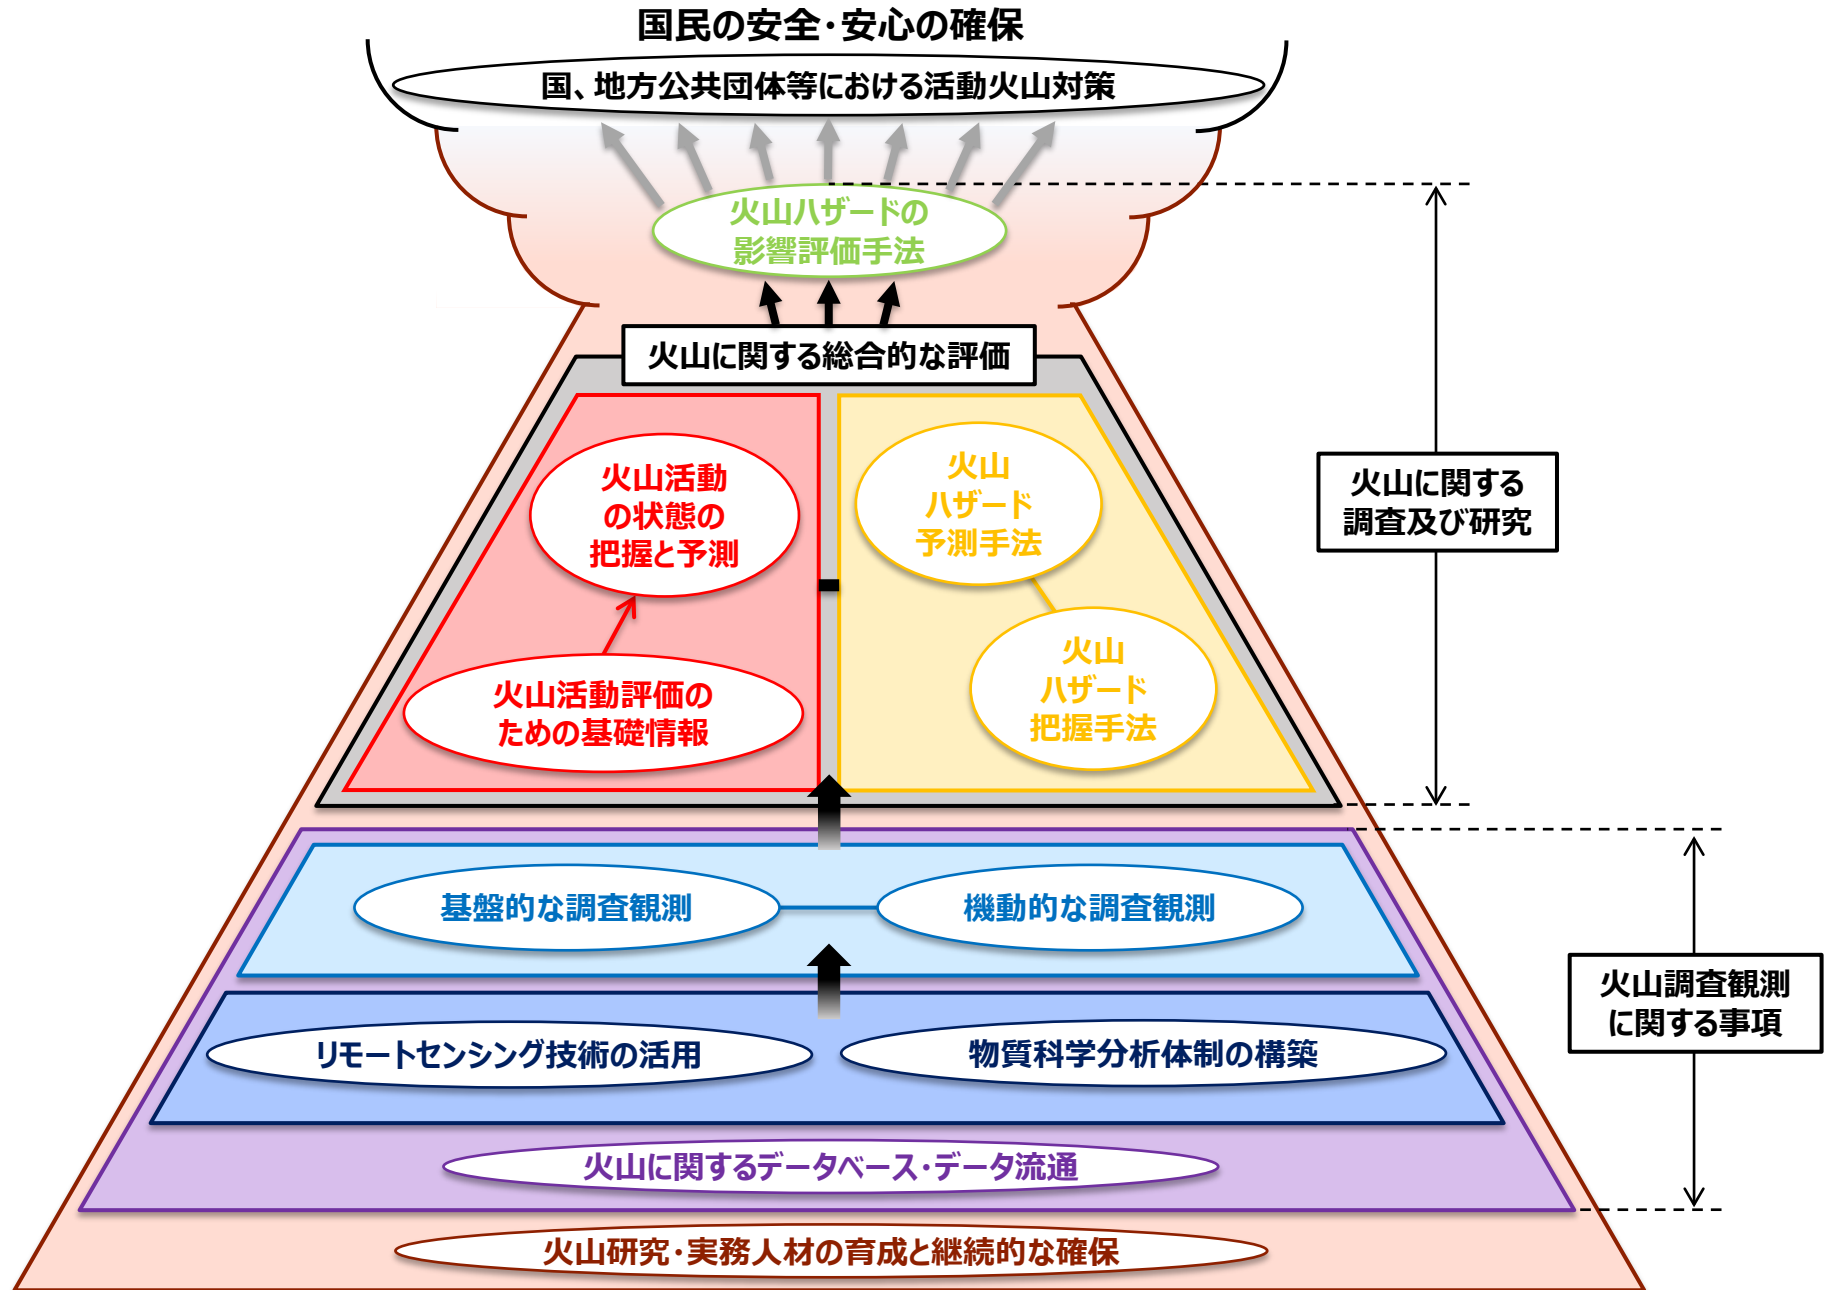 国民の安全・安心の確保
国、地方公共団体等における活動火山対策
火山ハザードの
影響評価手法
火山に関する総合的な評価
火山活動
の状態の
把握と予測
火山
ハザード
予測手法
火山に関する
調査及び研究
火山活動評価の
ための基礎情報
火山
ハザード
把握手法
基盤的な調査観測
機動的な調査観測
火山調査観測
に関する事項
リモートセンシング技術の活用
物質科学分析体制の構築
火山に関するデータベース・データ流通
火山研究・実務人材の育成と継続的な確保